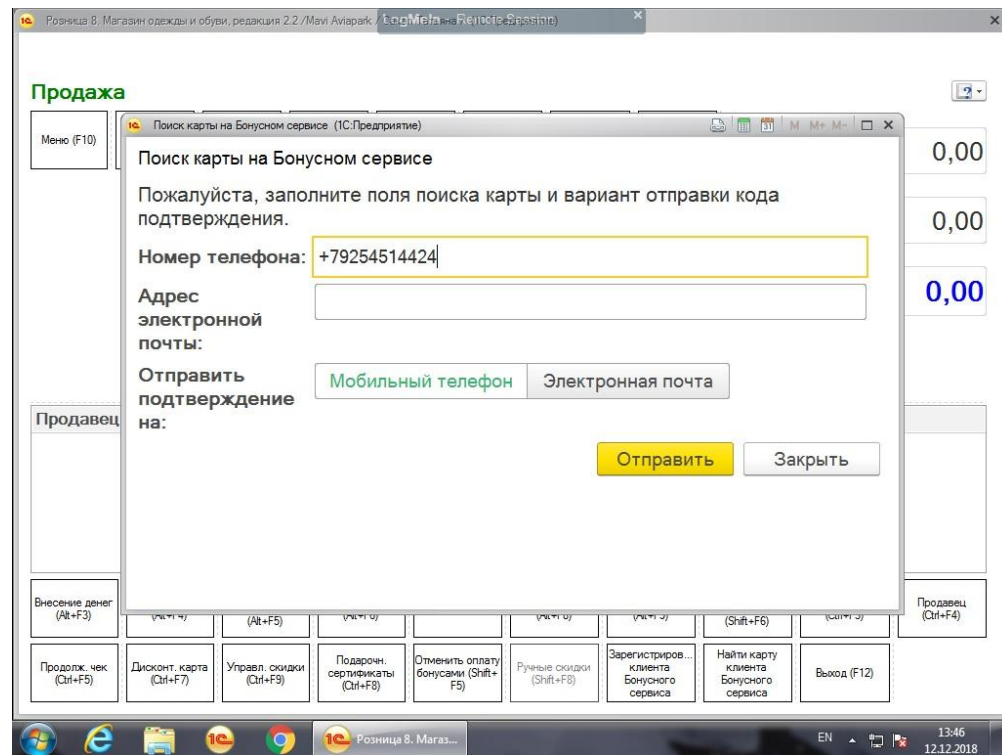 Розница 8. Магазин одежды и обуви, редакция 2.2 /Mavi Aviapark /
LogMeIn - Remote Session
Продажа
Меню (F10)
Поиск карты на Бонусном сервисе (1С:Предприятие)
M M+ M-
Поиск карты на Бонусном сервисе
Пожалуйста, заполните поля поиска карты и вариант отправки кода
подтверждения.
Номер телефона: +79254514424
Адрес
электронной
почты:
Отправить
подтверждение
на:
Мобильный телефон Электронная почта
Отправить Закрыть
0,00
0,00
0,00
Продавец
Внесение денег
(Alt+F3)
(Alt+F5)
(Shift+F6)
Продавец
(Ctrl+F4)
Продолж. чек
(Ctrl+F5)
Дисконт. карта
(Ctrl+F7)
Управл. скидки
(Ctrl+F9)
Подарочн.
сертификаты
(Ctrl+F8)
Отменить оплату
бонусами (Shift+
F5)
Ручные скидки
(Shift+F8)
Зарегистриров...
клиента
Бонусного
сервиса
Найти карту
клиента
Бонусного
сервиса
Выход (F12)
Розница 8. Магаз...
EN
13:46
12.12.2018